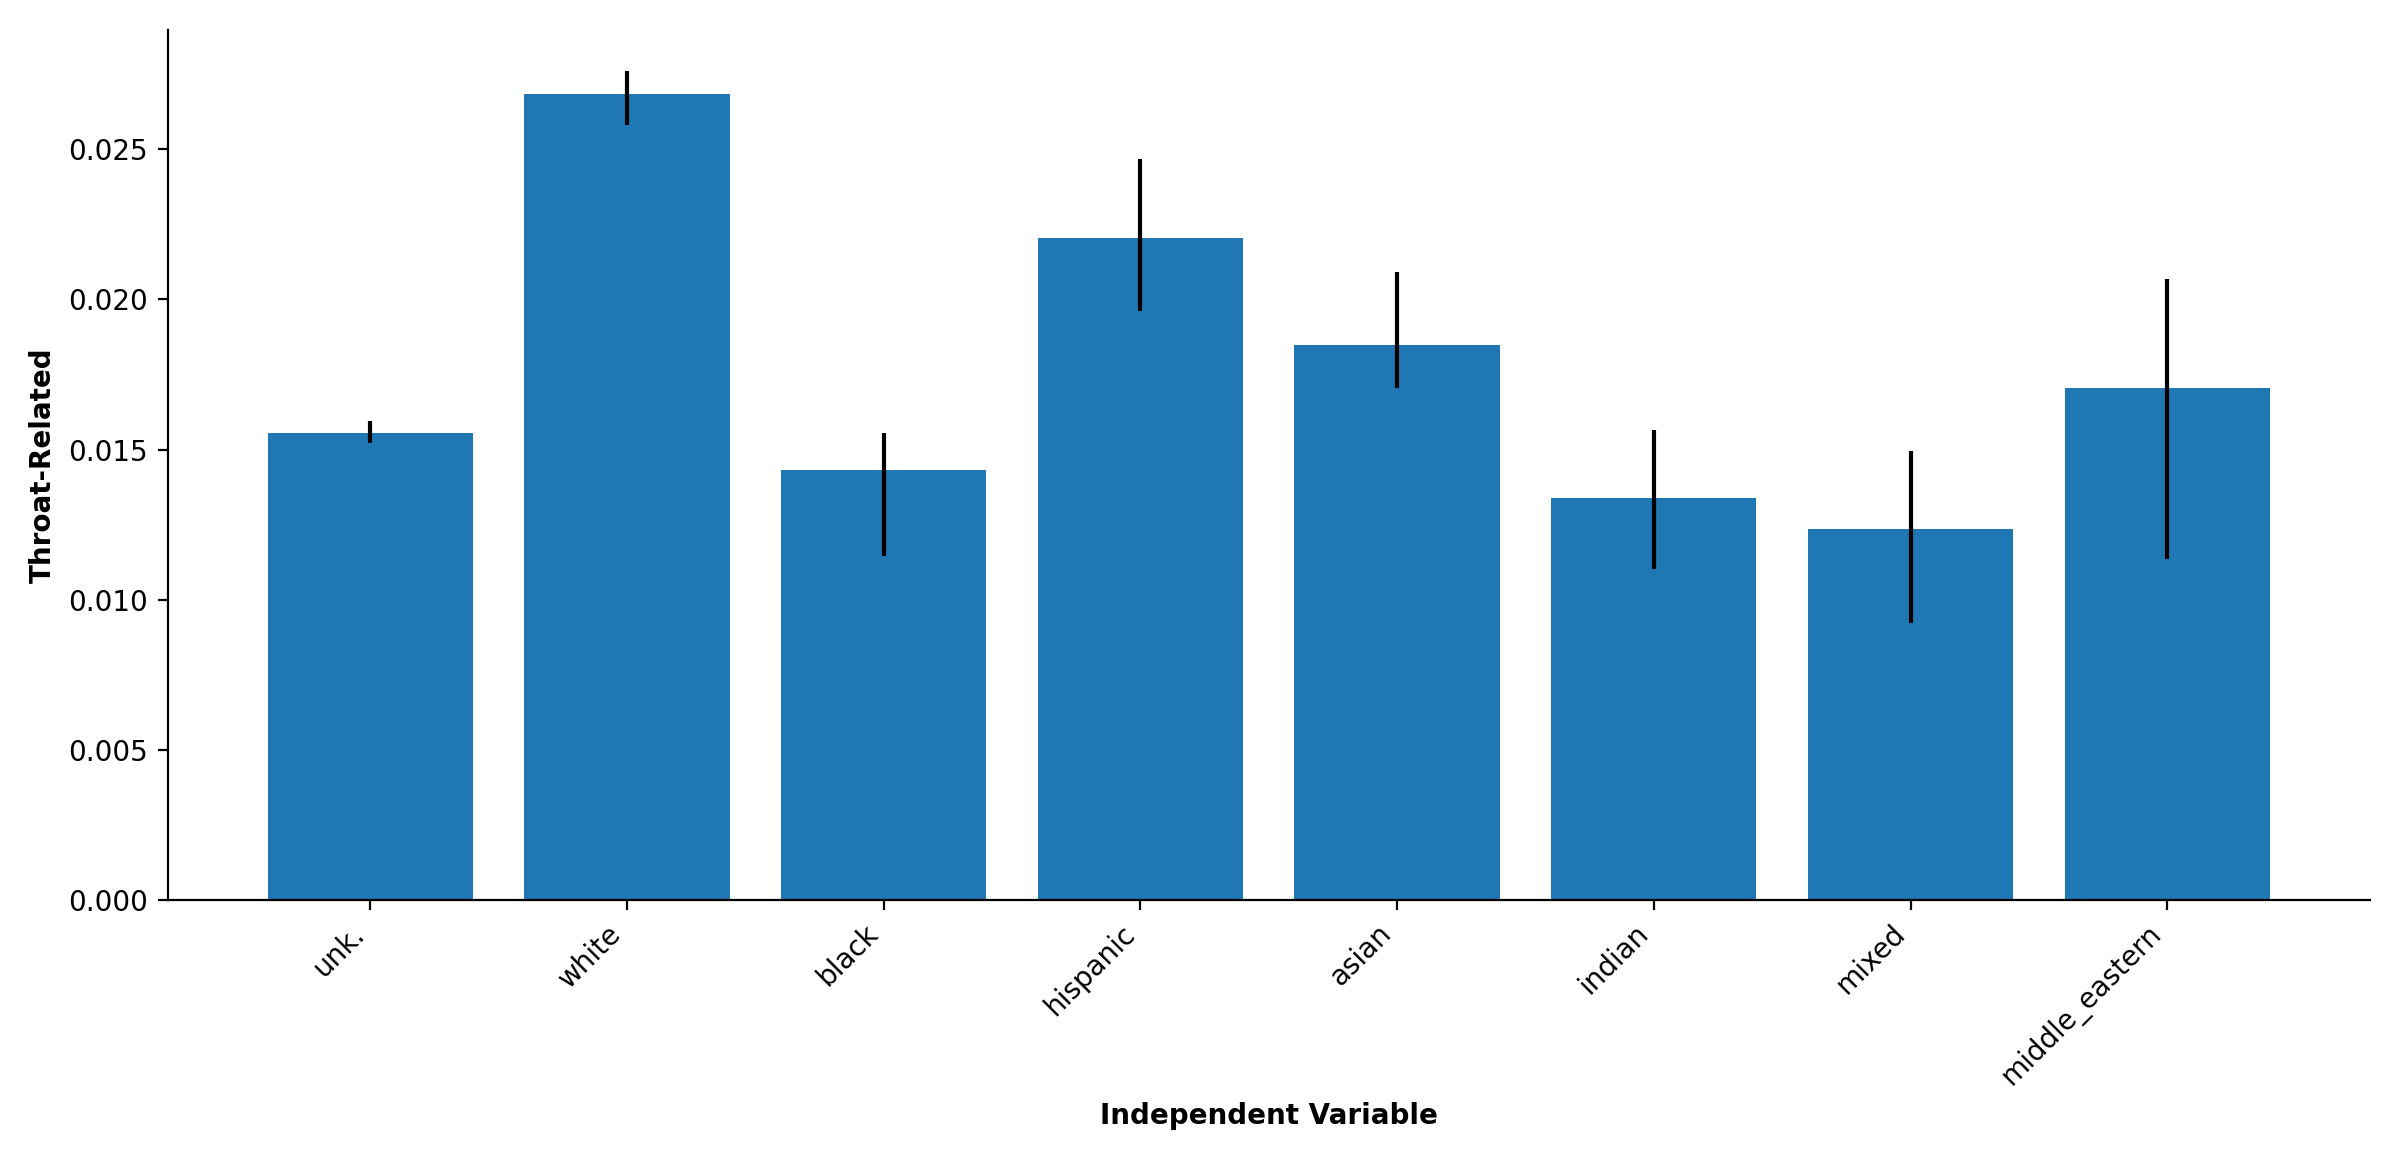 Throat-Related
0.025
0.020
0.015
0.010
0.005
0.000
unk.
white
black
hispanic
asian
indian
mixed
middle_eastern
Independent Variable